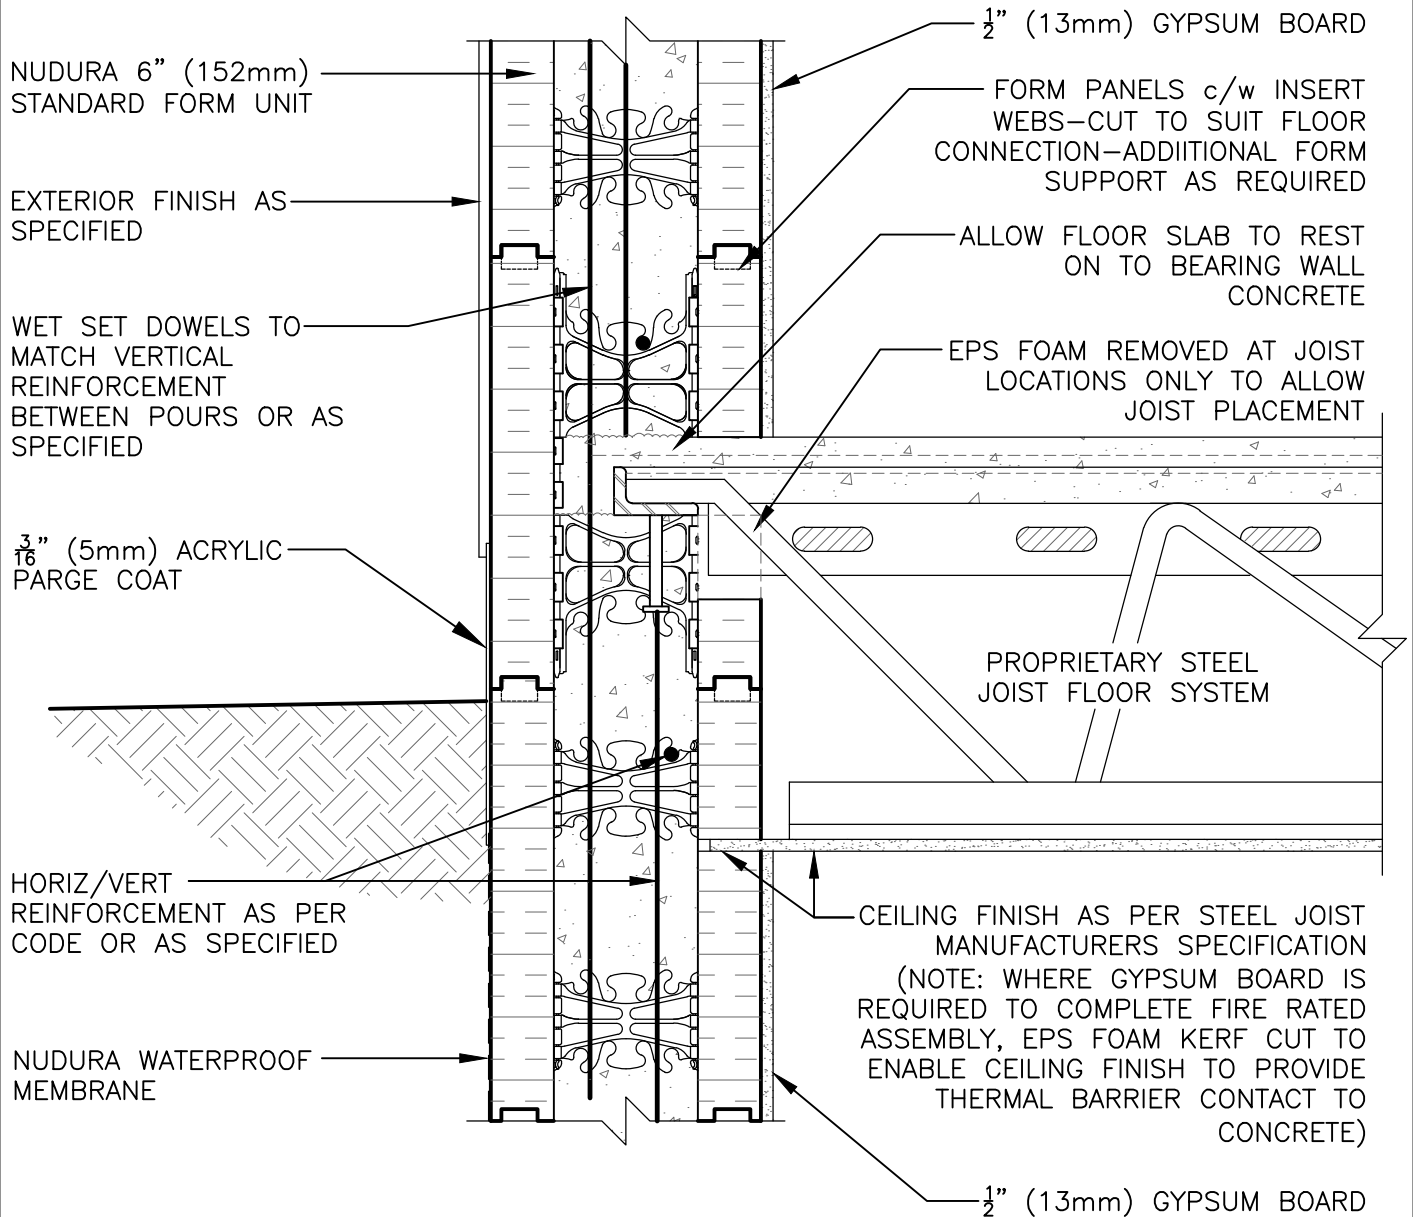 NUDURA 6” (152mm)
STANDARD FORM UNIT
EXTERIOR FINISH AS
SPECIFIED
WET SET DOWELS TO
MATCH VERTICAL
REINFORCEMENT
BETWEEN POURS OR AS
SPECIFIED
3/16” (5mm) ACRYLIC
PARGE COAT
HORIZ/VERT
REINFORCEMENT AS PER
CODE OR AS SPECIFIED
NUDURA WATERPROOF
MEMBRANE
1/2” (13mm) GYPSUM BOARD
FORM PANELS c/w INSERT
WEBS-CUT TO SUIT FLOOR
CONNECTION-ADDIITIONAL FORM
SUPPORT AS REQUIRED
ALLOW FLOOR SLAB TO REST
ON TO BEARING WALL
CONCRETE
EPS FOAM REMOVED AT JOIST
LOCATIONS ONLY TO ALLOW
JOIST PLACEMENT
PROPRIETARY STEEL
JOIST FLOOR SYSTEM
CEILING FINISH AS PER STEEL JOIST
MANUFACTURERS SPECIFICATION
(NOTE: WHERE GYPSUM BOARD IS
REQUIRED TO COMPLETE FIRE RATED
ASSEMBLY, EPS FOAM KERF CUT TO
ENABLE CEILING FINISH TO PROVIDE
THERMAL BARRIER CONTACT TO
CONCRETE)
1/2” (13mm) GYPSUM BOARD